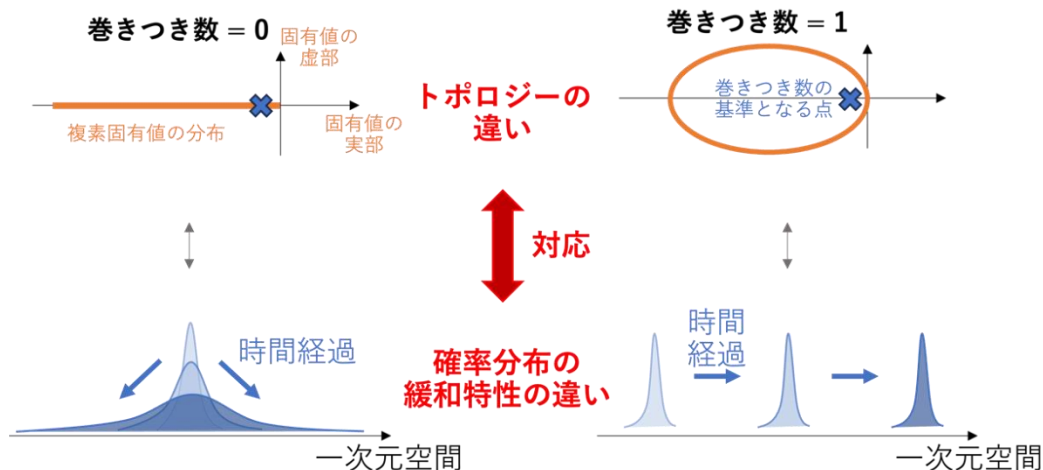 巻きつき数 = 0
固有値の
虚部
複素固有値の分布
固有値の
実部
トポロジーの
違い
巻きつき数 = 1
巻きつき数の
基準となる点
対応
時間経過
一次元空間
確率分布の
緩和特性の違い
時間
経過
一次元空間